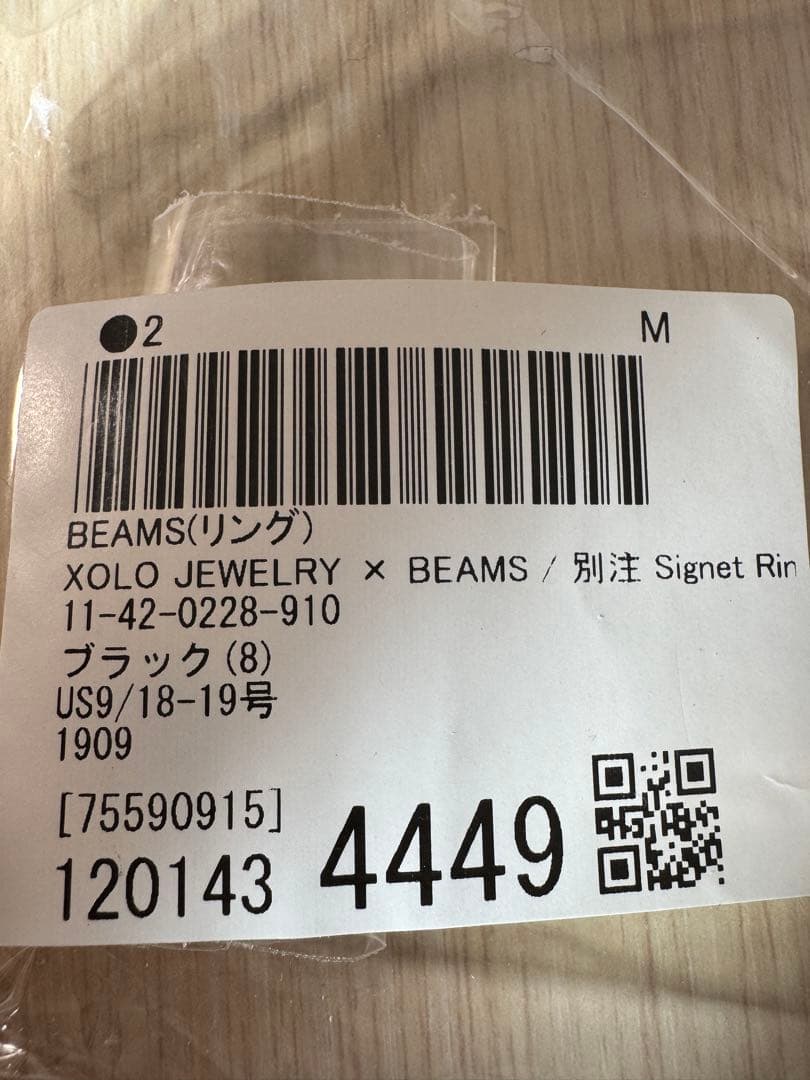 ●2 M
BEAMS(リング)
XOLO JEWELRY × BEAMS / 別注 Signet Rin
11-42-0228-910
ブラック(8)
US9/18-19号
1909
[75590915]
120143 4449